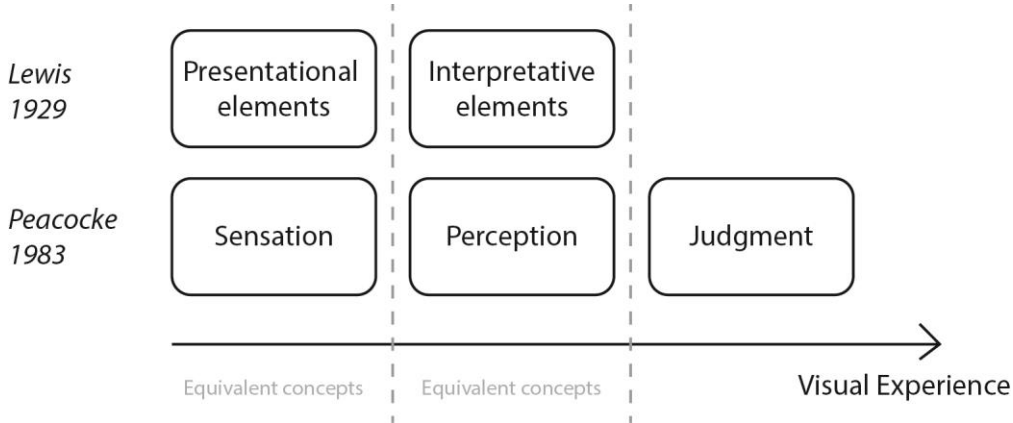 Lewis
1929
Presentational
elements
Interpretative
elements
Peacocke
1983
Sensation
Perception
Judgment
Equivalent concepts
Equivalent concepts
Visual Experience